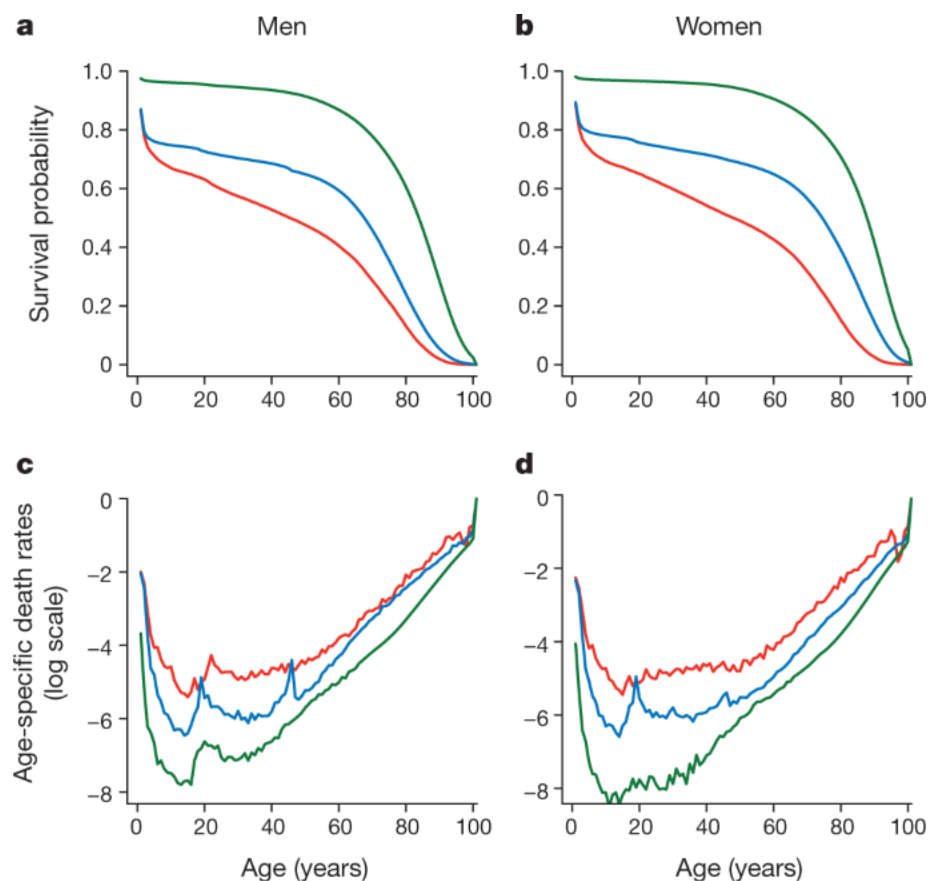 a Men
b Women
Survival probability
1.0
0.8
0.6
0.4
0.2
0
0 20 40 60 80 100
0 20 40 60 80 100
c
d
Age-specific death rates
(log scale)
0
−2
−4
−6
−8
0
−2
−4
−6
−8
0 20 40 60 80 100
0 20 40 60 80 100
Age (years)
Age (years)
1.0
0.8
0.6
0.4
0.2
0